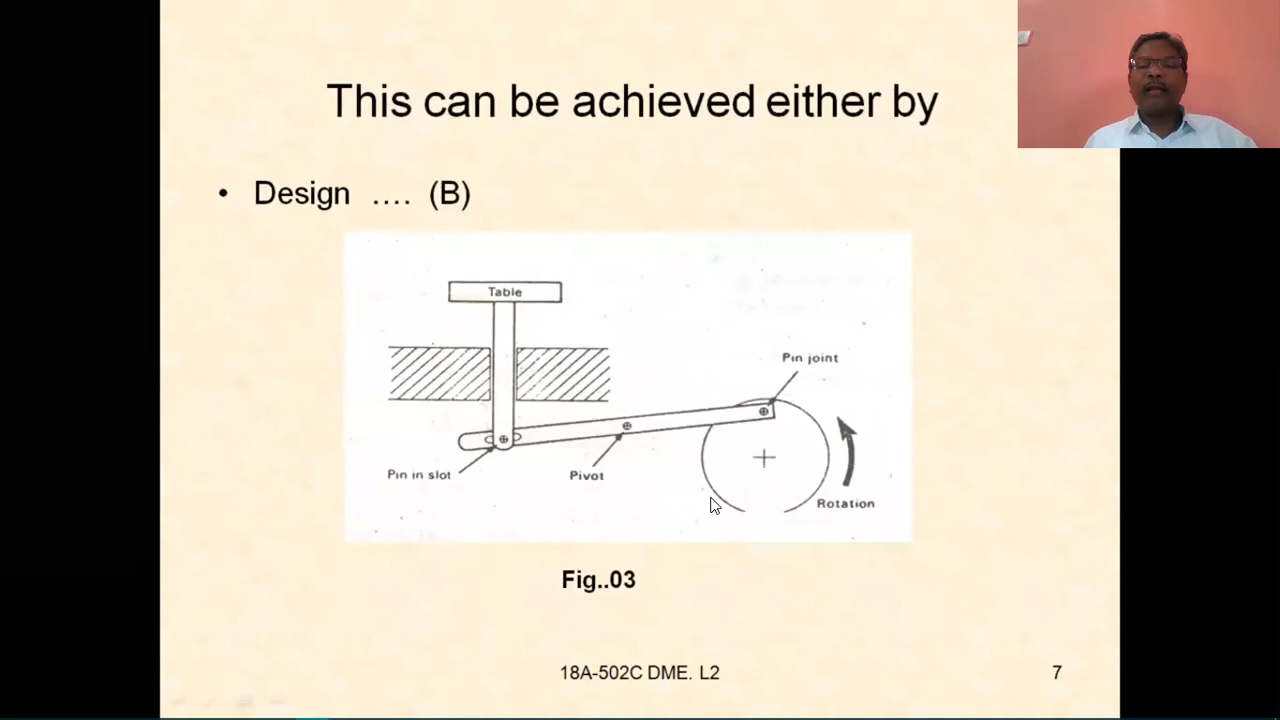 This can be achieved either by
• Design .... (B)
Table
Pin joint
Pin in slot
Pivot
Rotation
Fig..03
18A-502C DME. L2
7